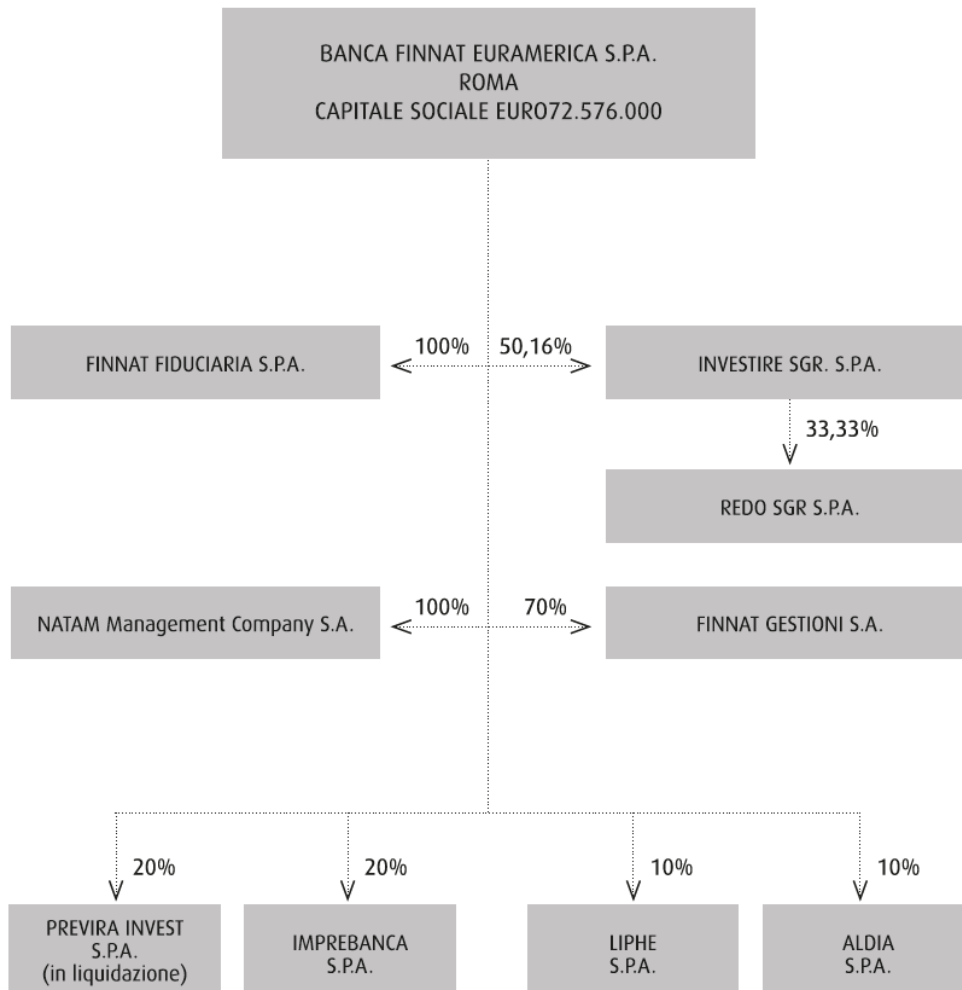 BANCA FINNAT EURAMERICA S.P.A.
ROMA
CAPITALE SOCIALE EURO72.576.000
FINNAT FIDUCIARIA S.P.A.
100%
50,16%
INVESTIRE SGR. S.P.A.
33,33%
REDO SGR S.P.A.
NATAM Management Company S.A.
100%
70%
FINNAT GESTIONI S.A.
20%
20%
10%
10%
PREVIRA INVEST
S.P.A.
(in liquidazione)
IMPREBANCA
S.P.A.
LIPHE
S.P.A.
ALDIA
S.P.A.